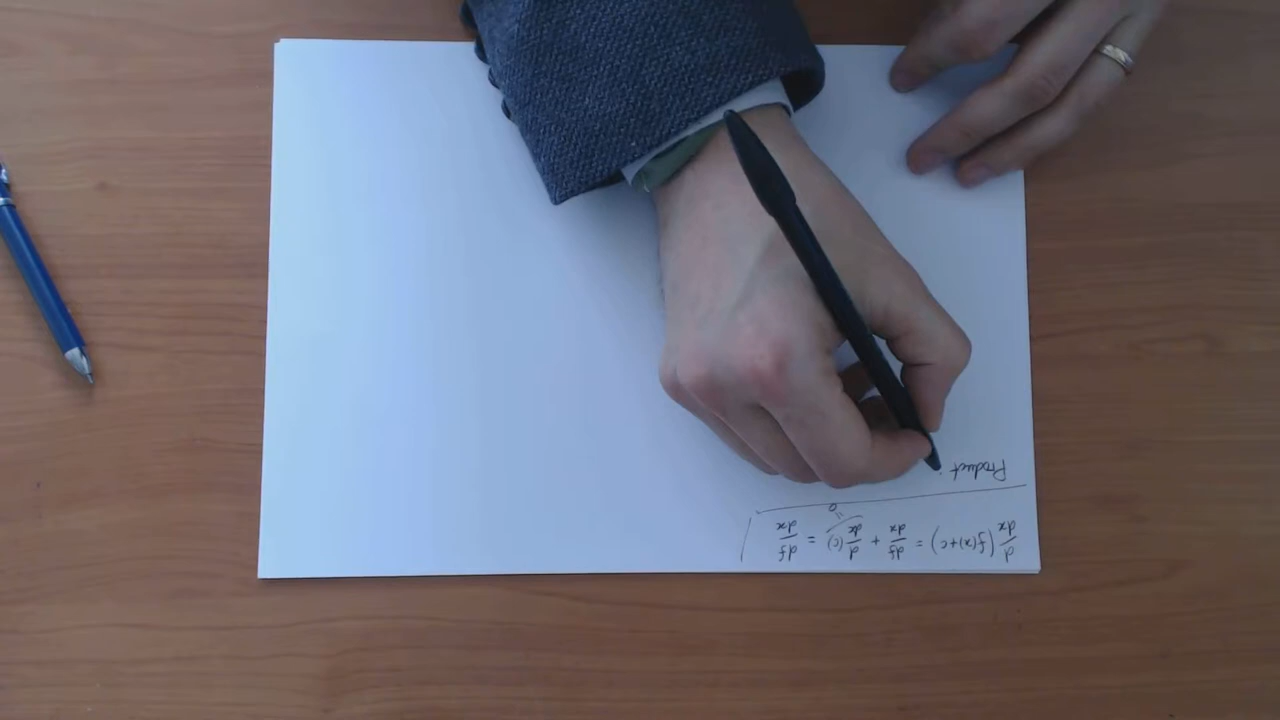 d/dx (f(x)+c) = df/dx + d/dx (c) = df/dx
= 0
Product